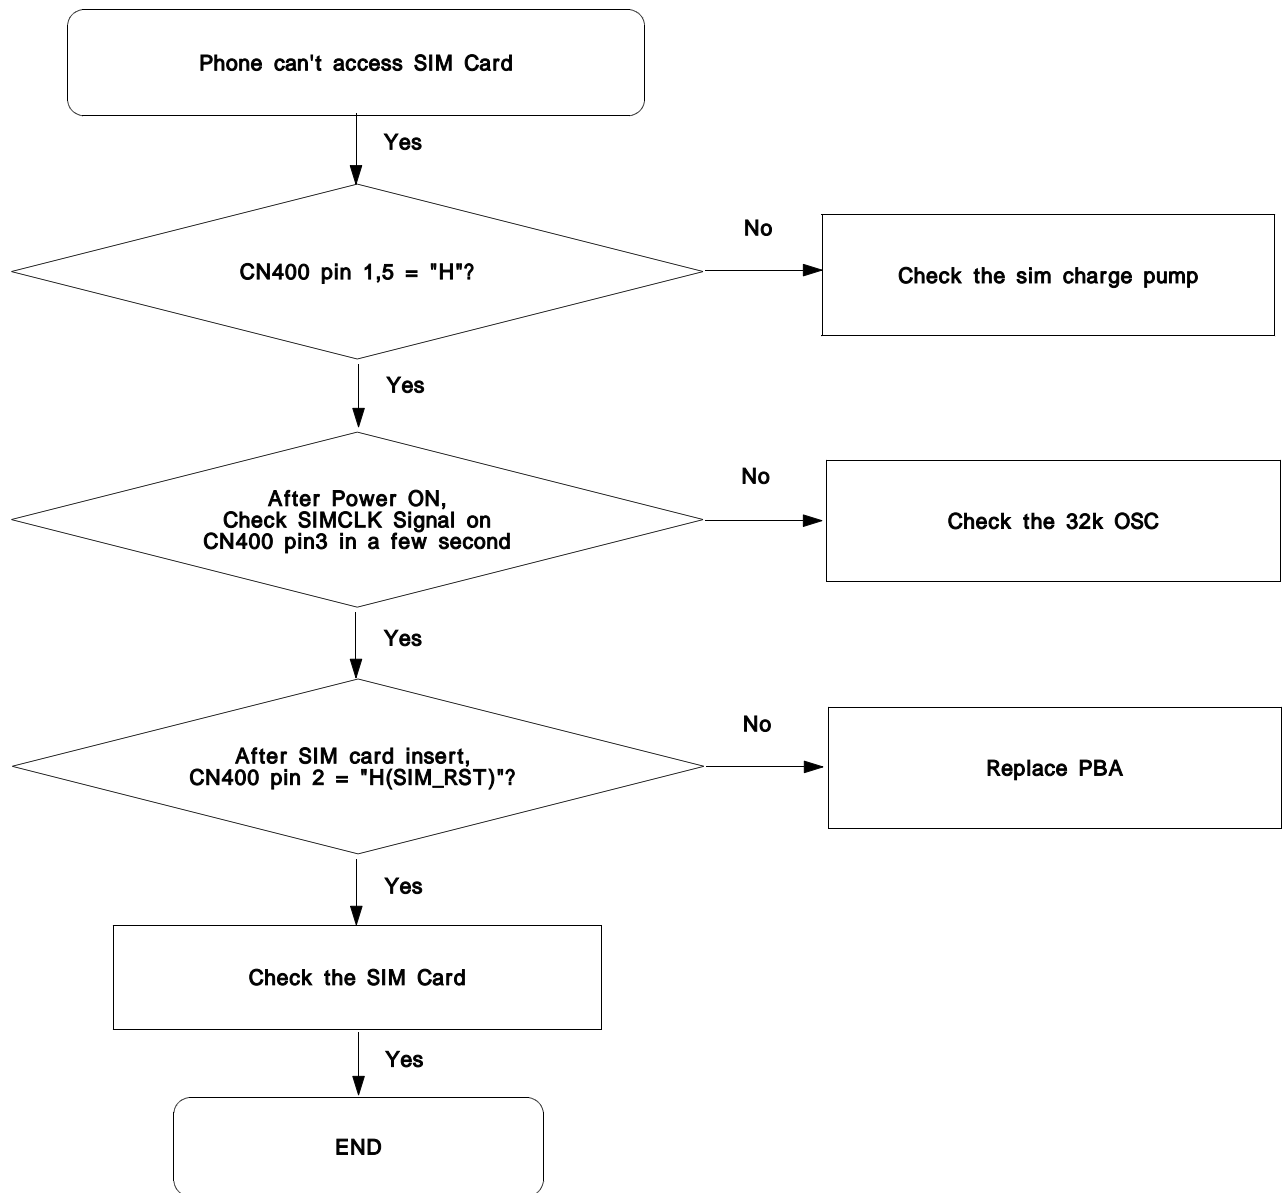 Phone can't access SIM Card
Yes
CN400 pin 1,5 = "H"?
No
Check the sim charge pump
Yes
After Power ON,
Check SIMCLK Signal on
CN400 pin3 in a few second
No
Check the 32k OSC
Yes
After SIM card insert,
CN400 pin 2 = "H(SIM_RST)"?
No
Replace PBA
Yes
Check the SIM Card
Yes
END